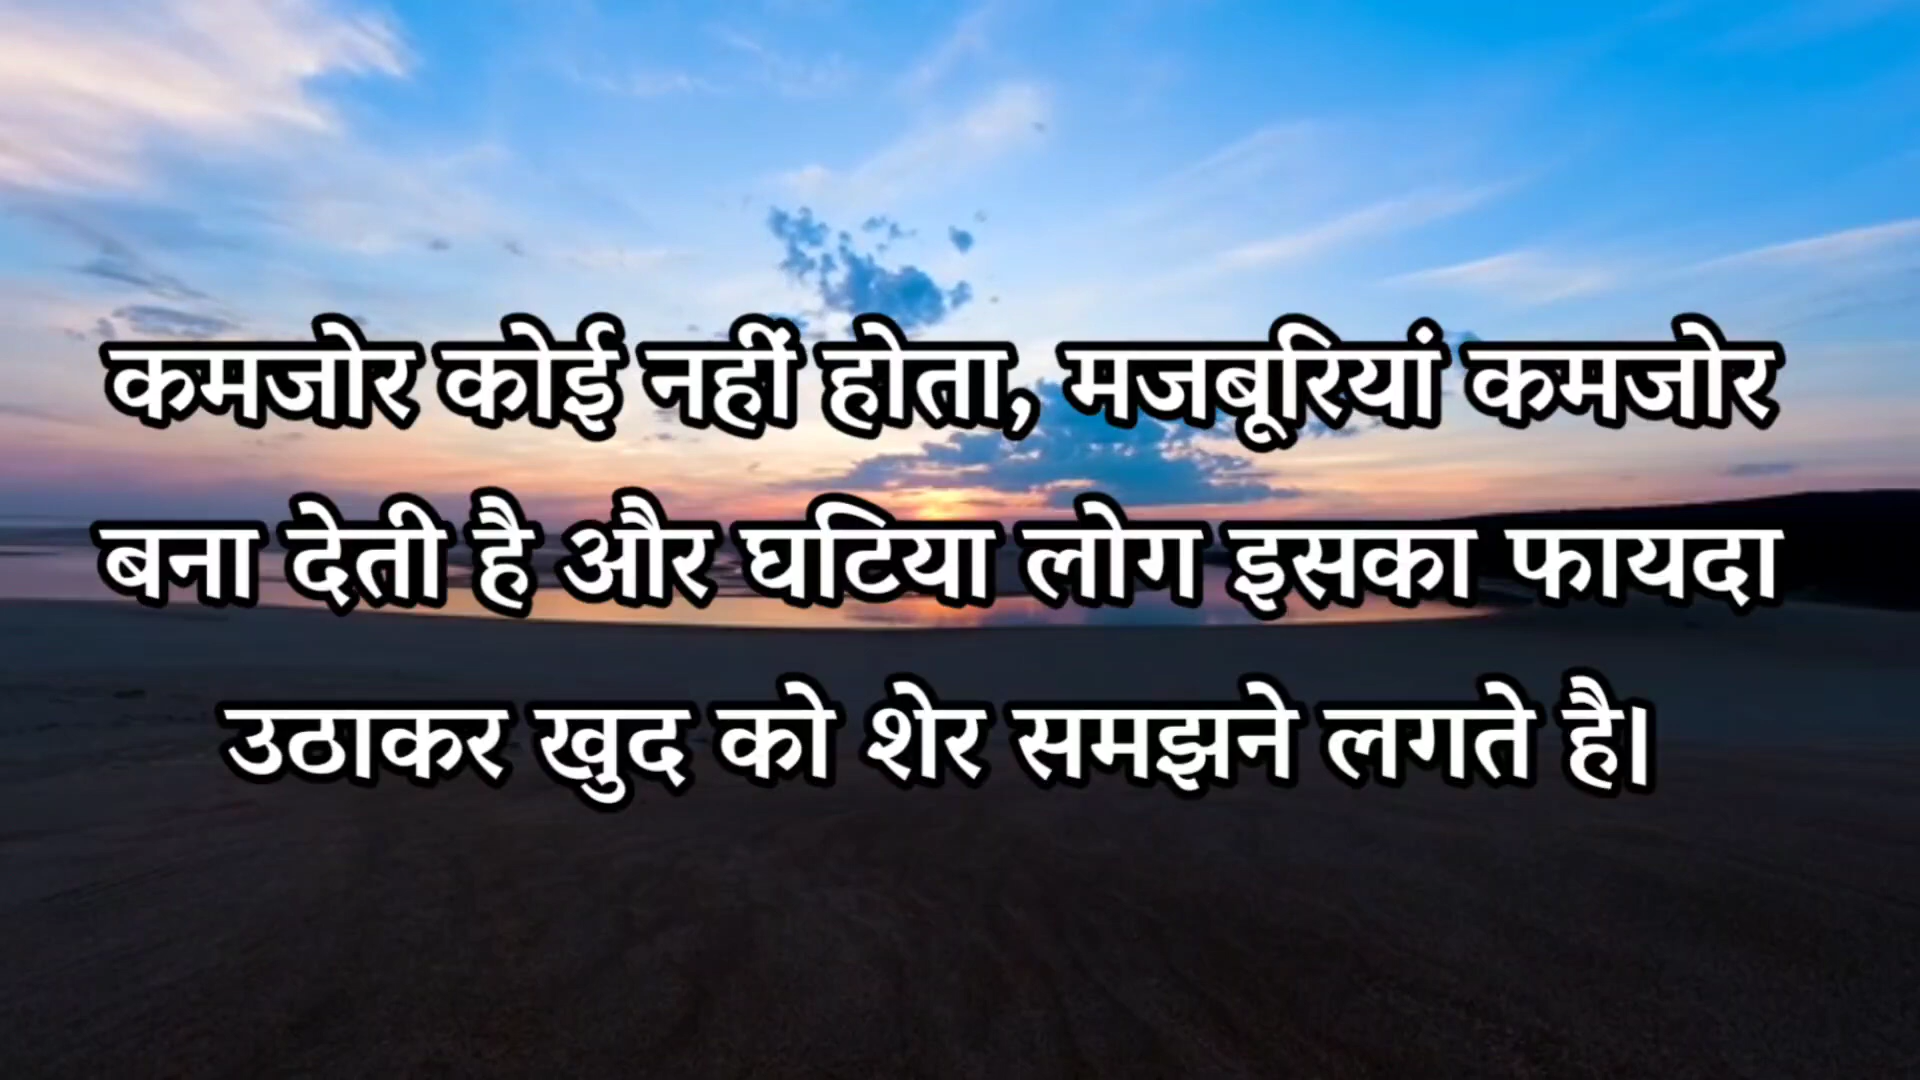 कमजोर कोई नहीं होता, मजबूरियां कमजोर
बना देती है और घटिया लोग इसका फायदा
उठाकर खुद को शेर समझने लगते है।